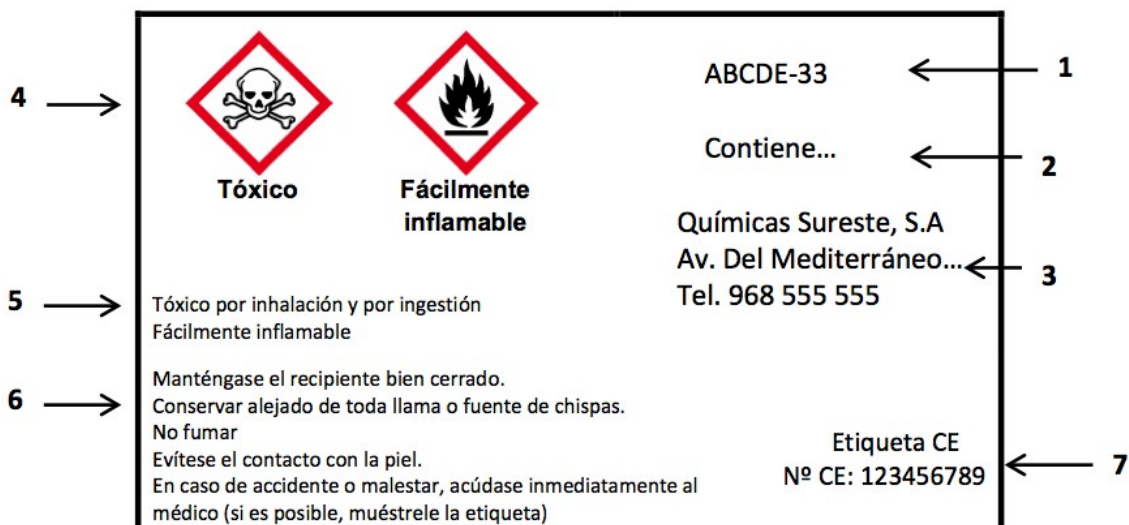 ABCDE-33
1
4
Contiene...
2
Tóxico
Fácilmente
inflamable
Químicas Sureste, S.A
Av. Del Mediterráneo...
3
Tel. 968 555 555
5
Tóxico por inhalación y por ingestión
Fácilmente inflamable
Manténgase el recipiente bien cerrado.
6
Conservar alejado de toda llama o fuente de chispas.
No fumar
Evítese el contacto con la piel.
En caso de accidente o malestar, acúdase inmediatamente al
médico (si es posible, muéstrele la etiqueta)
Etiqueta CE
Nº CE: 123456789
7